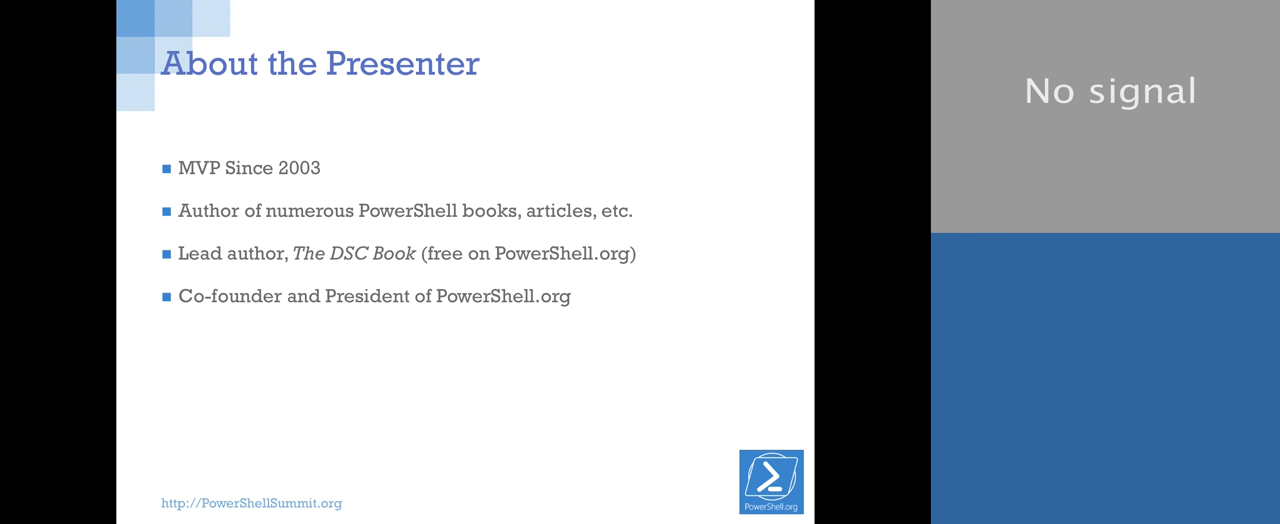 About the Presenter
MVP Since 2003
Author of numerous PowerShell books, articles, etc.
Lead author, The DSC Book (free on PowerShell.org)
Co-founder and President of PowerShell.org
http://PowerShellSummit.org
PowerShell.org
No signal